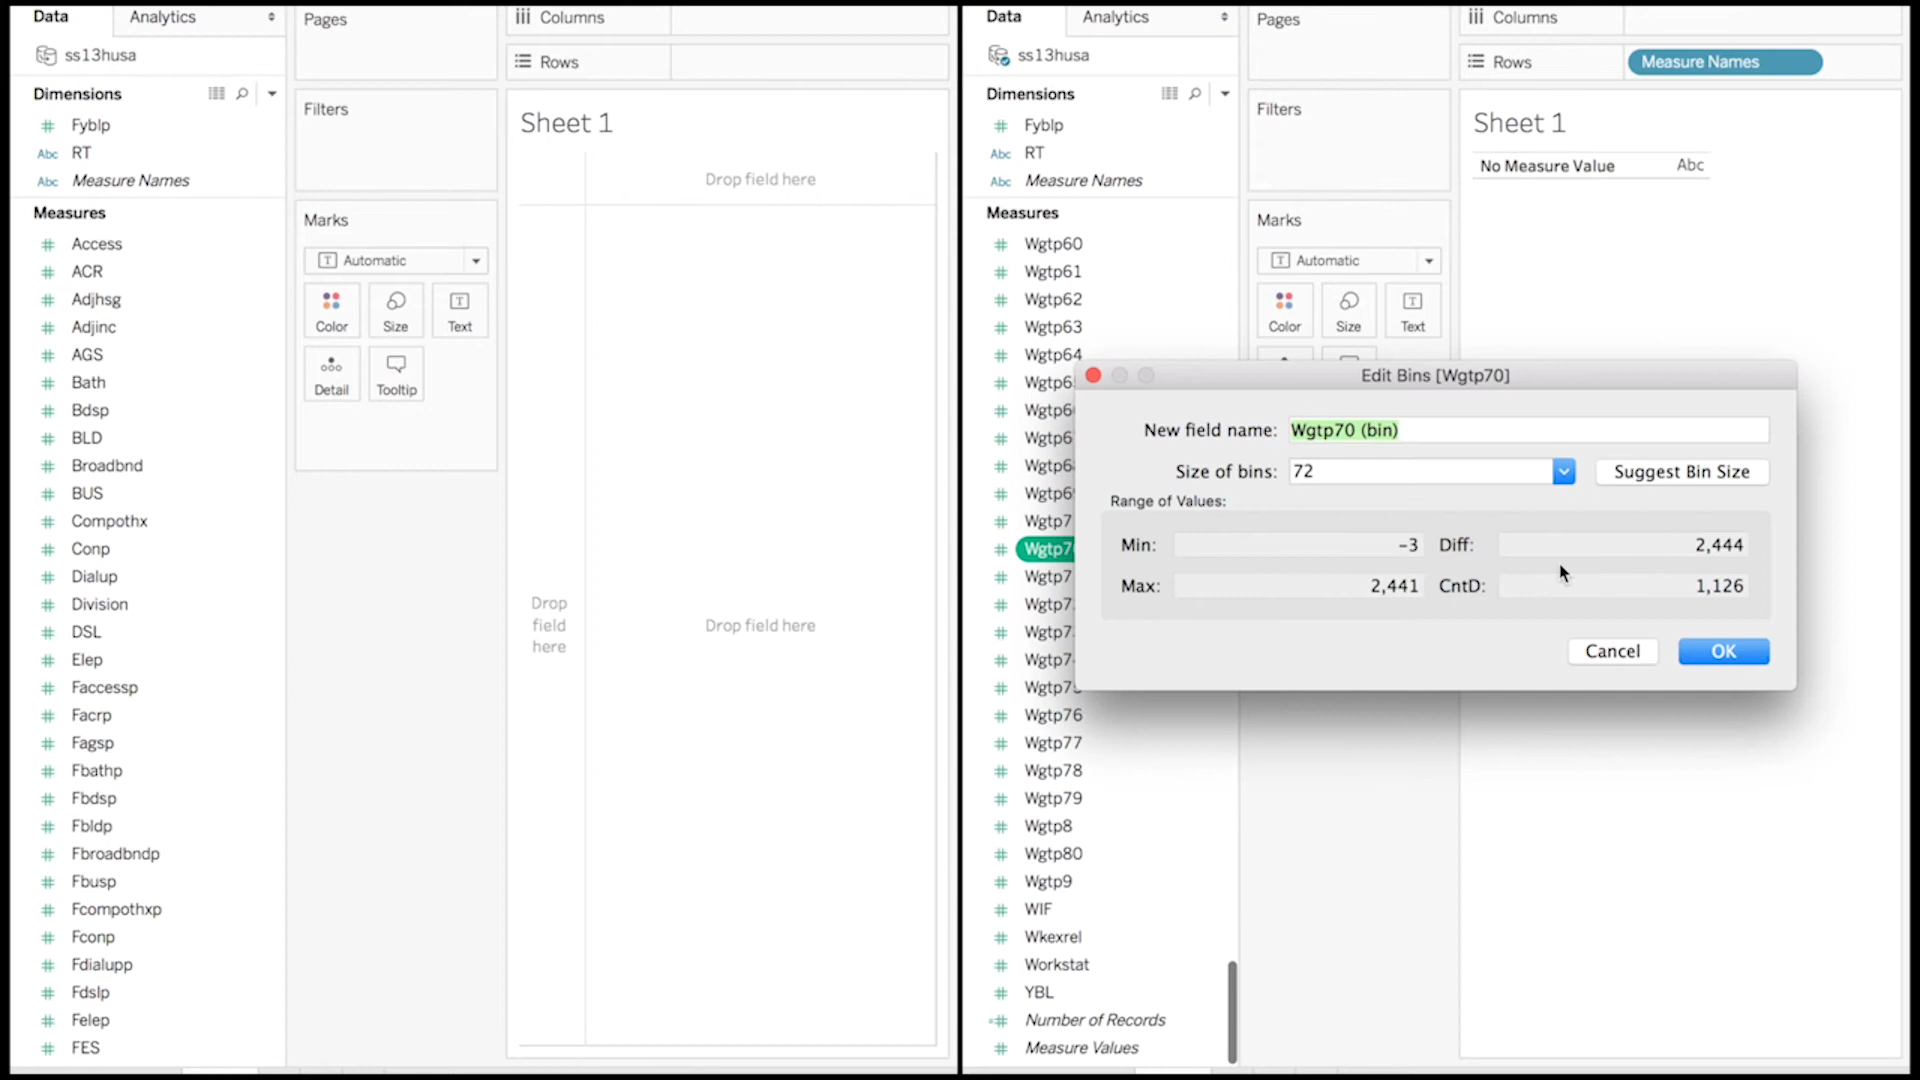 Data
Analytics
ss13husa
Dimensions
Fyblp
Abc RT
Abc Measure Names
Measures
Access
ACR
Adjhsg
Adjinc
AGS
Bath
Bdsp
BLD
Broadbnd
BUS
Compothx
Conp
Dialup
Division
DSL
Elep
Faccessp
Facrp
Fagsp
Fbathp
Fbdsp
Fbldp
Fbroadbndp
Fbusp
Fcompothxp
Fconp
Fdialupp
Fdslp
Felep
FES
Pages
Filters
Marks
T Automatic
Color
Size
T Text
Detail
Tooltip
Columns
Rows
Sheet 1
Drop field here
Drop
field
here
Drop field here
Data
Analytics
ss13husa
Dimensions
Fyblp
Abc RT
Abc Measure Names
Measures
Wgtp60
Wgtp61
Wgtp62
Wgtp63
Wgtp64
Wgtp7
Wgtp76
Wgtp77
Wgtp78
Wgtp79
Wgtp8
Wgtp80
Wgtp9
WIF
Wkexrel
Workstat
YBL
Number of Records
Measure Values
Pages
Filters
Marks
T Automatic
Color
Size
T Text
Columns
Rows Measure Names
Sheet 1
No Measure Value Abc
Edit Bins [Wgtp70]
New field name: Wgtp70 (bin)
Size of bins: 72 Suggest Bin Size
Range of Values:
Min: -3 Diff: 2,444
Max: 2,441 CntD: 1,126
Cancel OK